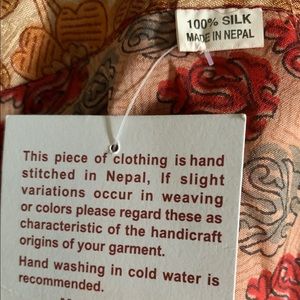 100% SILK
MADE IN NEPAL
This piece of clothing is hand
stitched in Nepal, If slight
variations occur in weaving
or colors please regard these as
characteristic of the handicraft
origins of your garment.
Hand washing in cold water is
recommended.